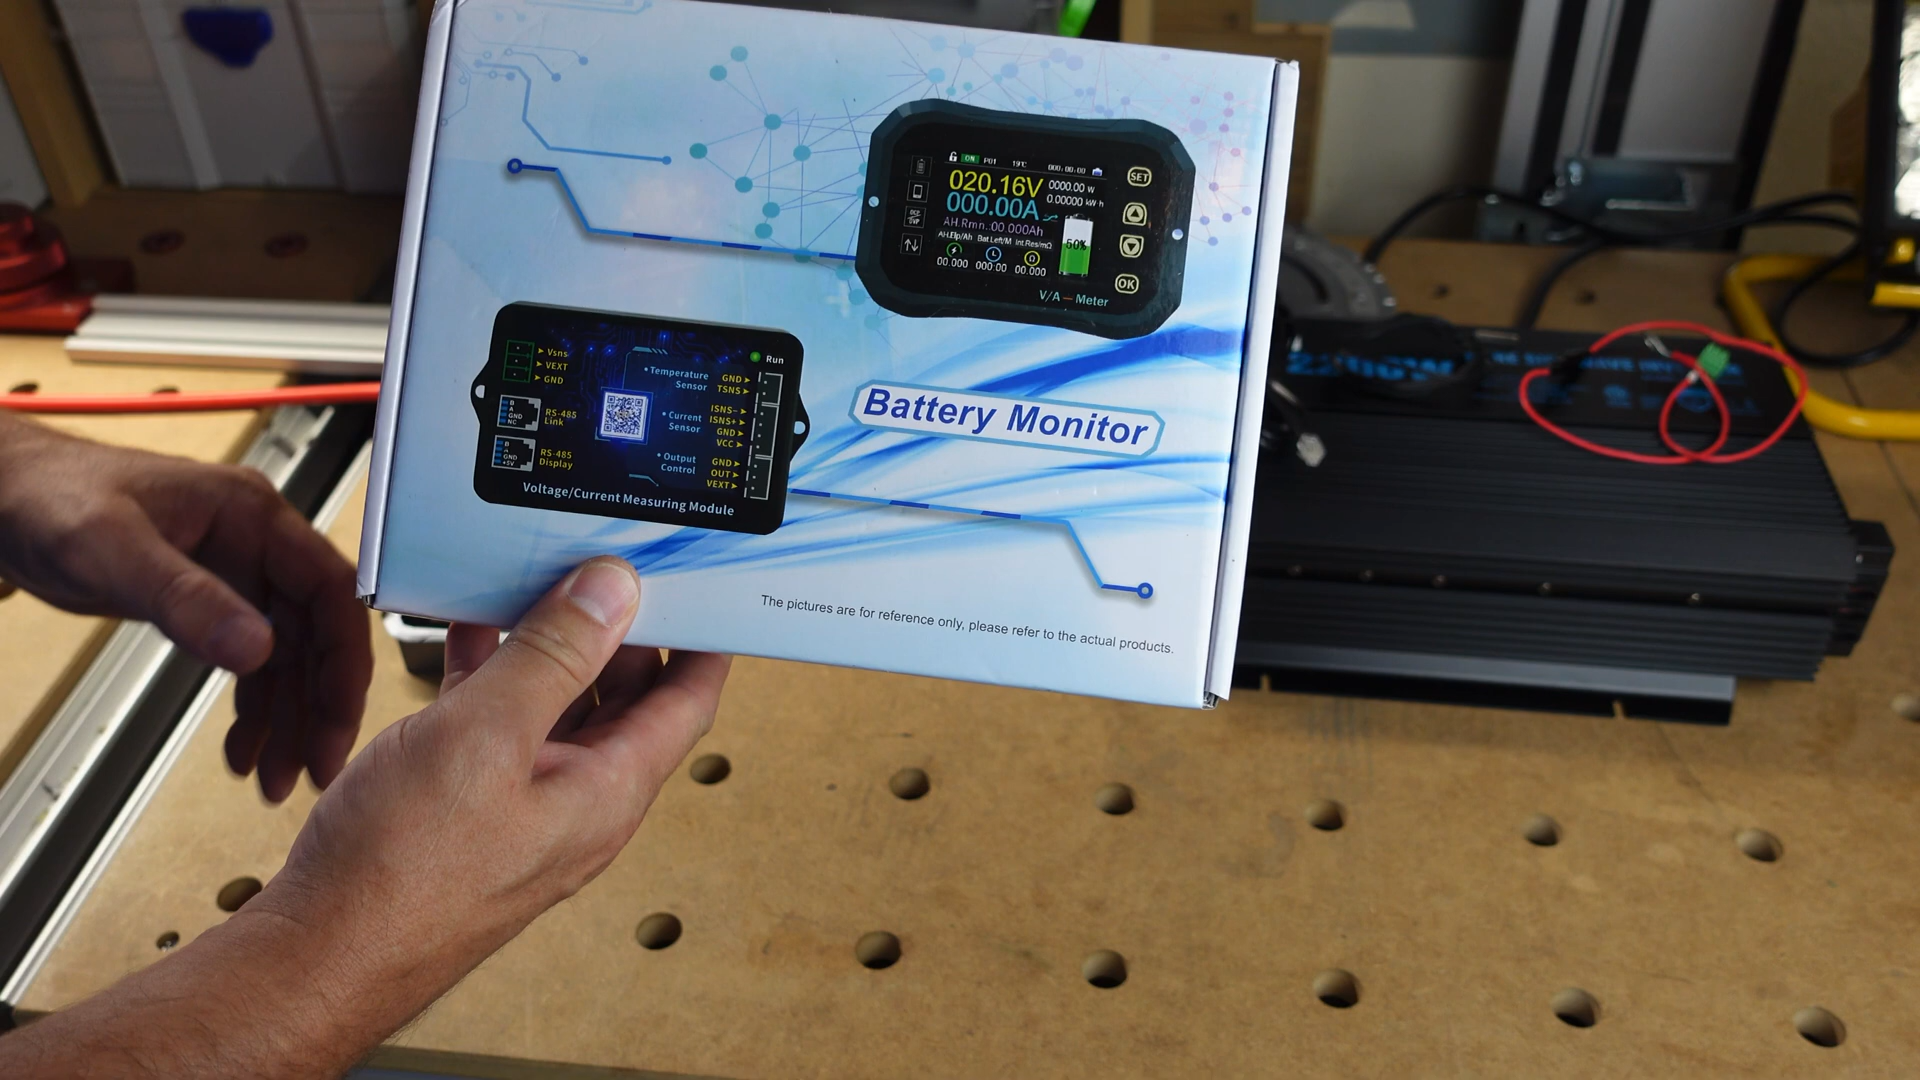 ON P01 19℃ 000:00:00
020.16V 0000.00 w
000.00A 0.00000 kW h
AH.Rmn.:00.000Ah
AH.Elp/Ah Bat.Left/M Int.Res/mΩ
50%
00.000 000:00 00.000
V/A — Meter
SET
OK
Run
Vsns
VEXT
GND
B
A
GND
NC
RS-485
Link
B
A
GND
+5V
RS-485
Display
• Temperature
Sensor
GND
TSNS
• Current
Sensor
ISNS-
ISNS+
GND
VCC
• Output
Control
GND
OUT
VEXT
Voltage/Current Measuring Module
Battery Monitor
The pictures are for reference only, please refer to the actual products.